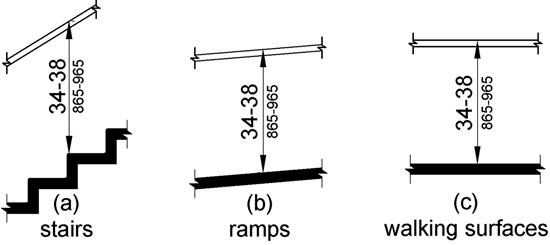 34-38
865-965
(a)
stairs
34-38
865-965
(b)
ramps
34-38
865-965
(c)
walking surfaces